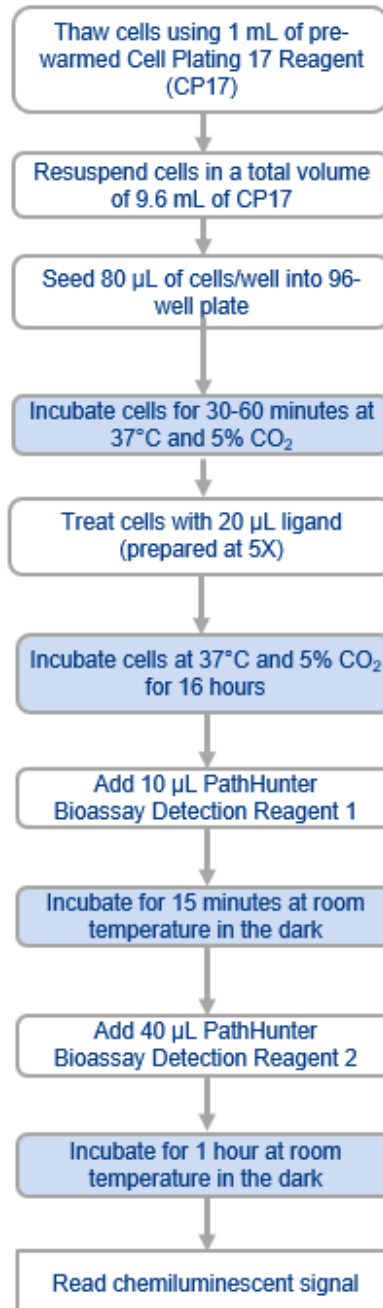 Thaw cells using 1 mL of pre-
warmed Cell Plating 17 Reagent
(CP17)
Resuspend cells in a total volume
of 9.6 mL of CP17
Seed 80 µL of cells/well into 96-
well plate
Incubate cells for 30-60 minutes at
37°C and 5% CO₂
Treat cells with 20 µL ligand
(prepared at 5X)
Incubate cells at 37°C and 5% CO₂
for 16 hours
Add 10 µL PathHunter
Bioassay Detection Reagent 1
Incubate for 15 minutes at room
temperature in the dark
Add 40 µL PathHunter
Bioassay Detection Reagent 2
Incubate for 1 hour at room
temperature in the dark
Read chemiluminescent signal